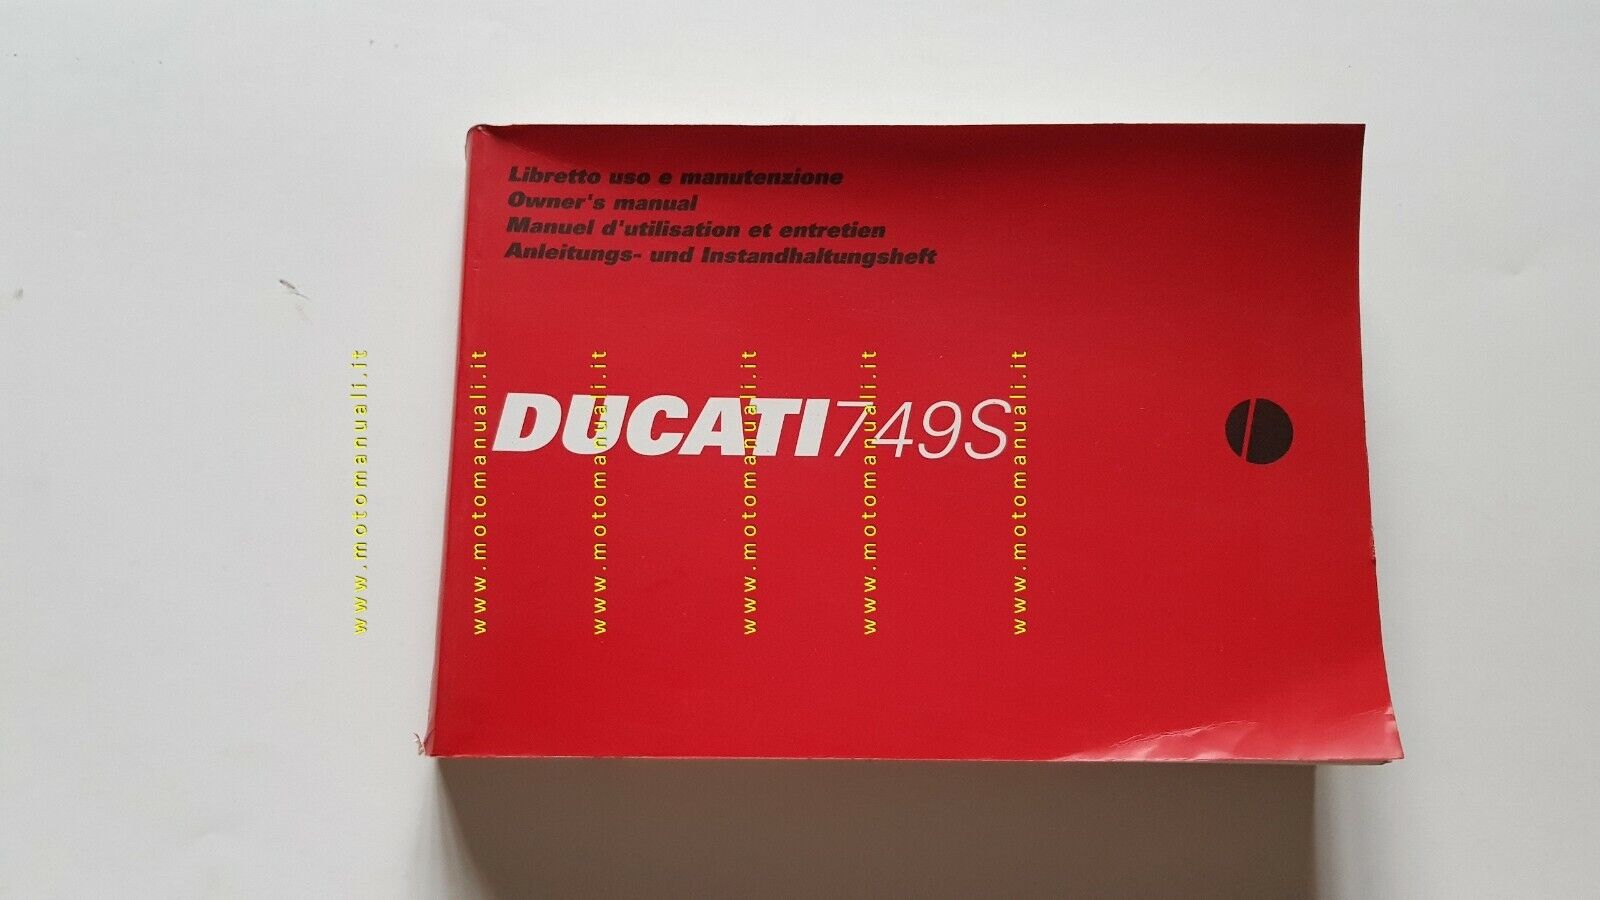 Libretto uso e manutenzione
Owner's manual
Manuel d'utilisation et entretien
Anleitungs- und Instandhaltungsheft
DUCATI749S
www.motomanuali.it
www.motomanuali.it
www.motomanuali.it
www.motomanuali.it
www.motomanuali.it
www.motomanuali.it